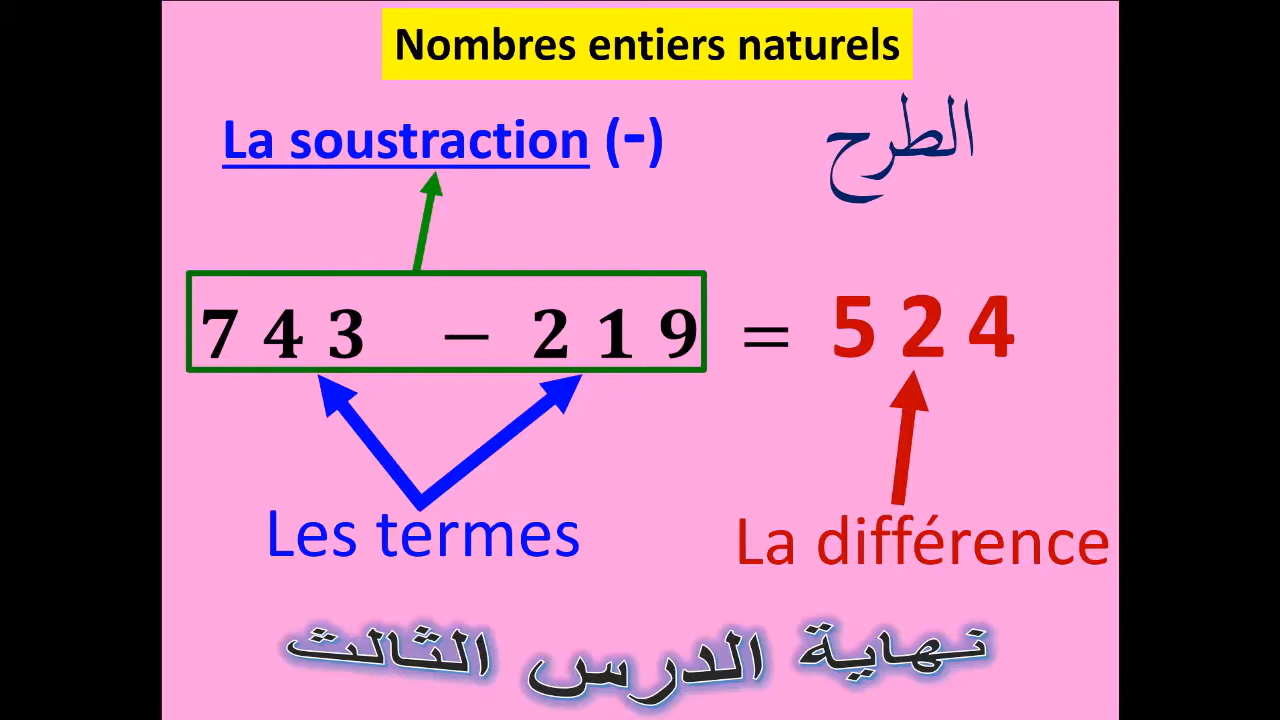 Nombres entiers naturels
La soustraction (-) الطرح
7 4 3 − 2 1 9 = 5 2 4
Les termes La différence
نهاية الدرس الثالث